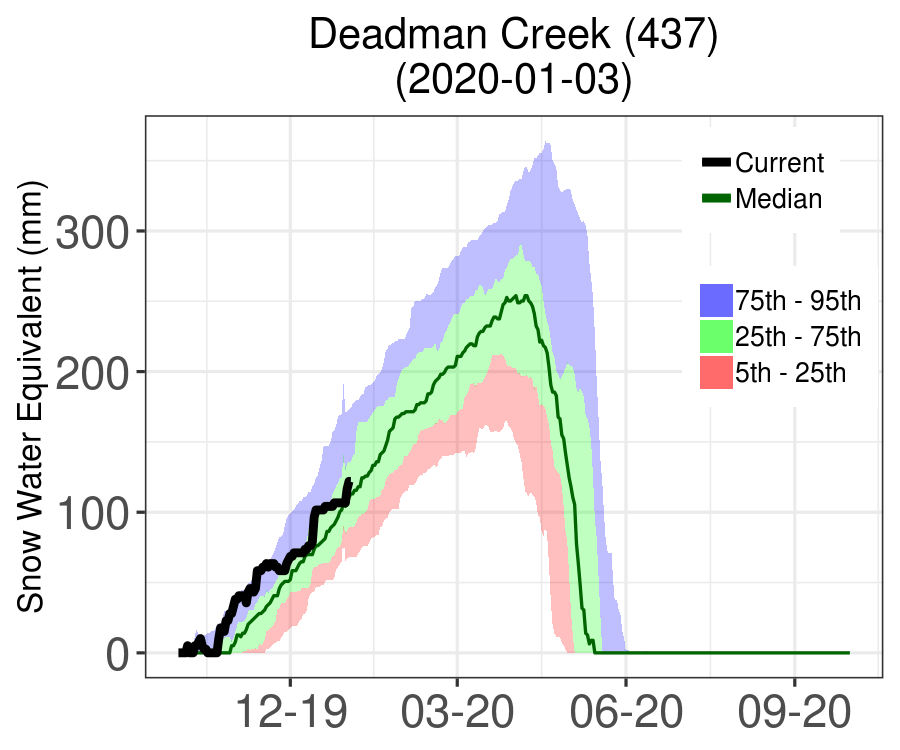 Deadman Creek (437)
(2020-01-03)
Snow Water Equivalent (mm)
300
200
100
0
12-19 03-20 06-20 09-20
Current
Median
75th - 95th
25th - 75th
5th - 25th